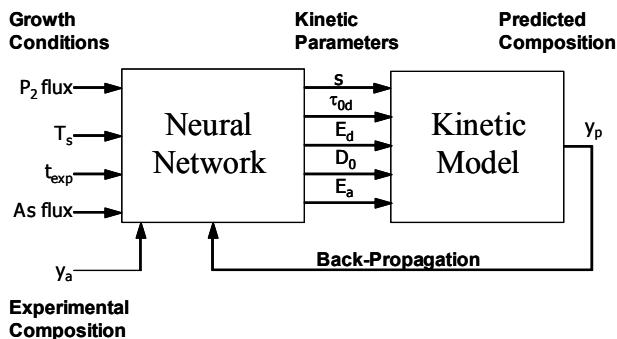 Growth
Conditions
Kinetic
Parameters
Predicted
Composition
P₂ flux
Tₛ
tₑₓₚ
As flux
Neural
Network
s
τ₀d
E_d
D₀
Eₐ
Kinetic
Model
yₚ
Back-Propagation
yₐ
Experimental
Composition